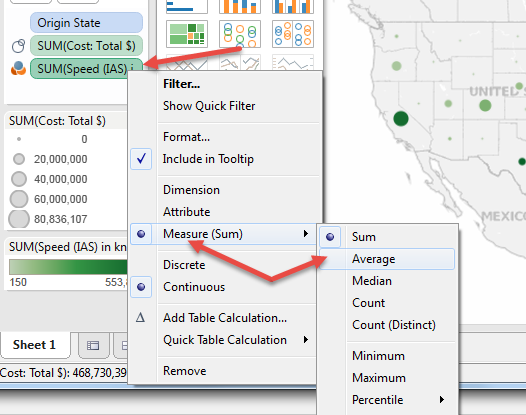 Origin State
SUM(Cost: Total $)
SUM(Speed (IAS) i
Filter...
Show Quick Filter
Format...
Include in Tooltip
Dimension
Attribute
Measure (Sum)
Discrete
Continuous
Δ Add Table Calculation...
Quick Table Calculation
Remove
Sum
Average
Median
Count
Count (Distinct)
Minimum
Maximum
Percentile
SUM(Cost: Total $)
0
20,000,000
40,000,000
60,000,000
80,836,107
SUM(Speed (IAS) in kn
150 553,8
Sheet 1
Cost: Total $): 468,730,39
UNITED S
MEXICO